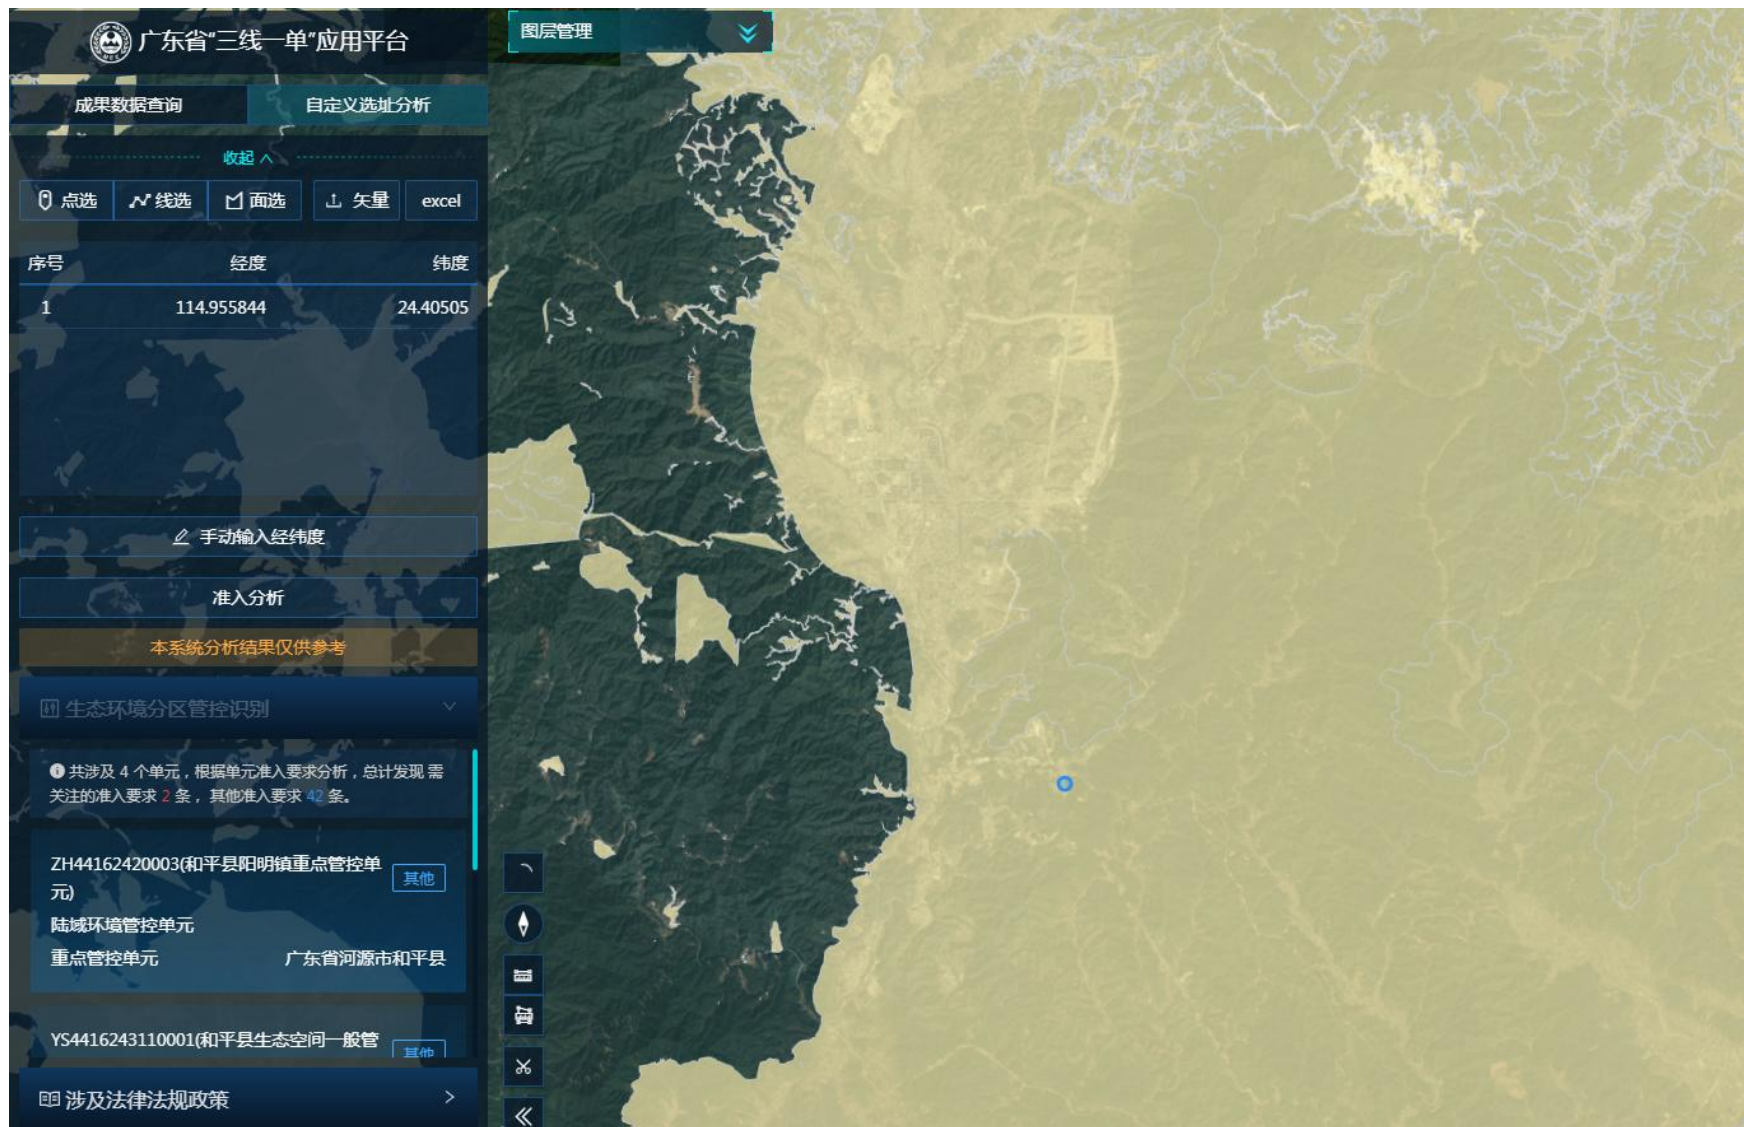 广东省"三线一单"应用平台
图层管理
成果数据查询 自定义选址分析
收起
点选 线选 面选 矢量 excel
序号 经度 纬度
1 114.955844 24.40505
手动输入经纬度
准入分析
本系统分析结果仅供参考
生态环境分区管控识别
共涉及 4 个单元，根据单元准入要求分析，总计发现 需
关注的准入要求 2 条， 其他准入要求 42 条。
ZH44162420003(和平县阳明镇重点管控单
元)
其他
陆域环境管控单元
重点管控单元 广东省河源市和平县
YS4416243110001(和平县生态空间一般管
其他
涉及法律法规政策